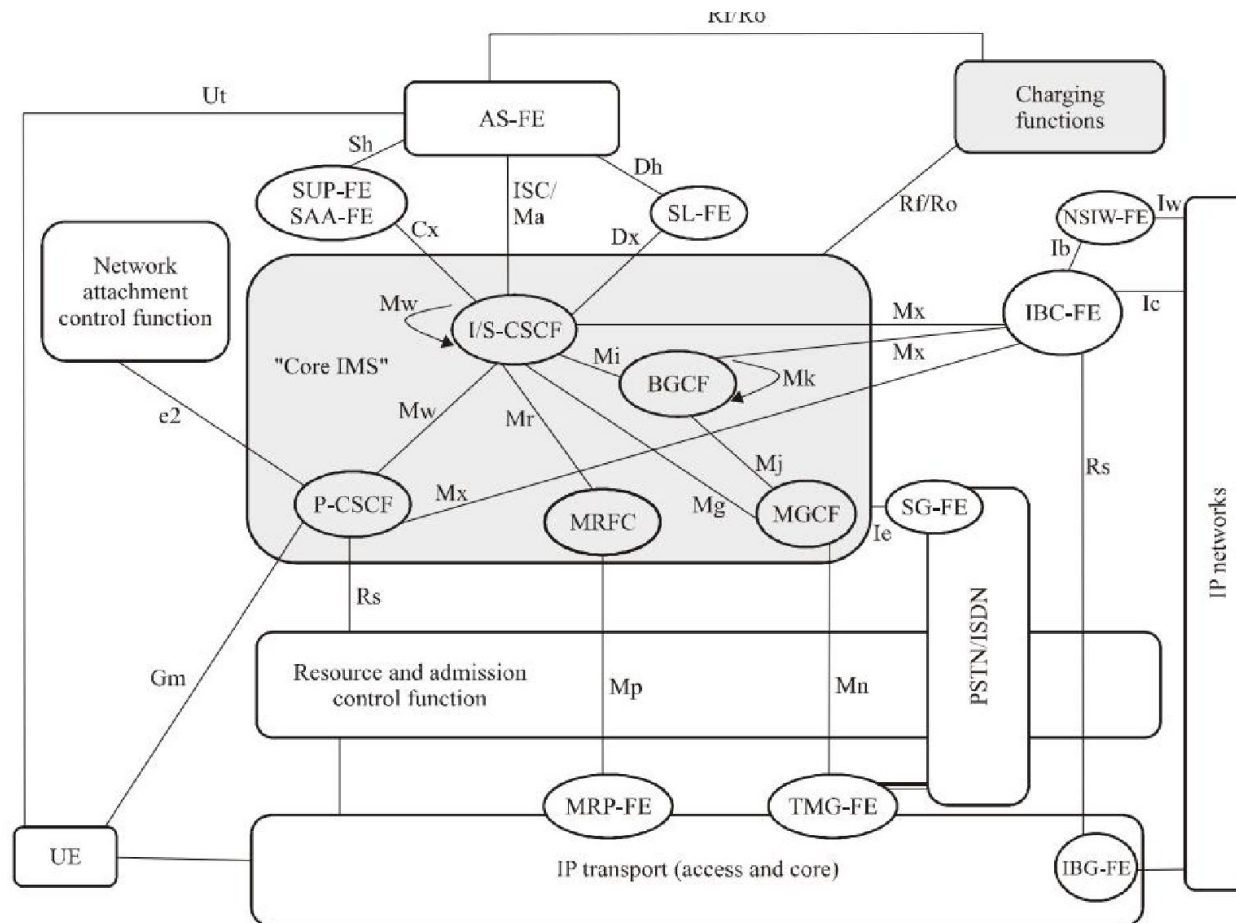 Rf/Ro
Ut
AS-FE
Charging
functions
Sh
Dh
SUP-FE
SAA-FE
ISC/
Ma
SL-FE
Rf/Ro
NSIW-FE
Iw
Cx
Dx
Ib
Network
attachment
control function
Mw
I/S-CSCF
Mx
IBC-FE
Ic
Mx
"Core IMS"
Mi
BGCF
Mk
e2
Mw
Mr
Mj
Rs
P-CSCF
Mx
MRFC
Mg
MGCF
SG-FE
Ie
IP networks
Rs
PSTN/ISDN
Gm
Resource and admission
control function
Mp
Mn
MRP-FE
TMG-FE
UE
IP transport (access and core)
IBG-FE